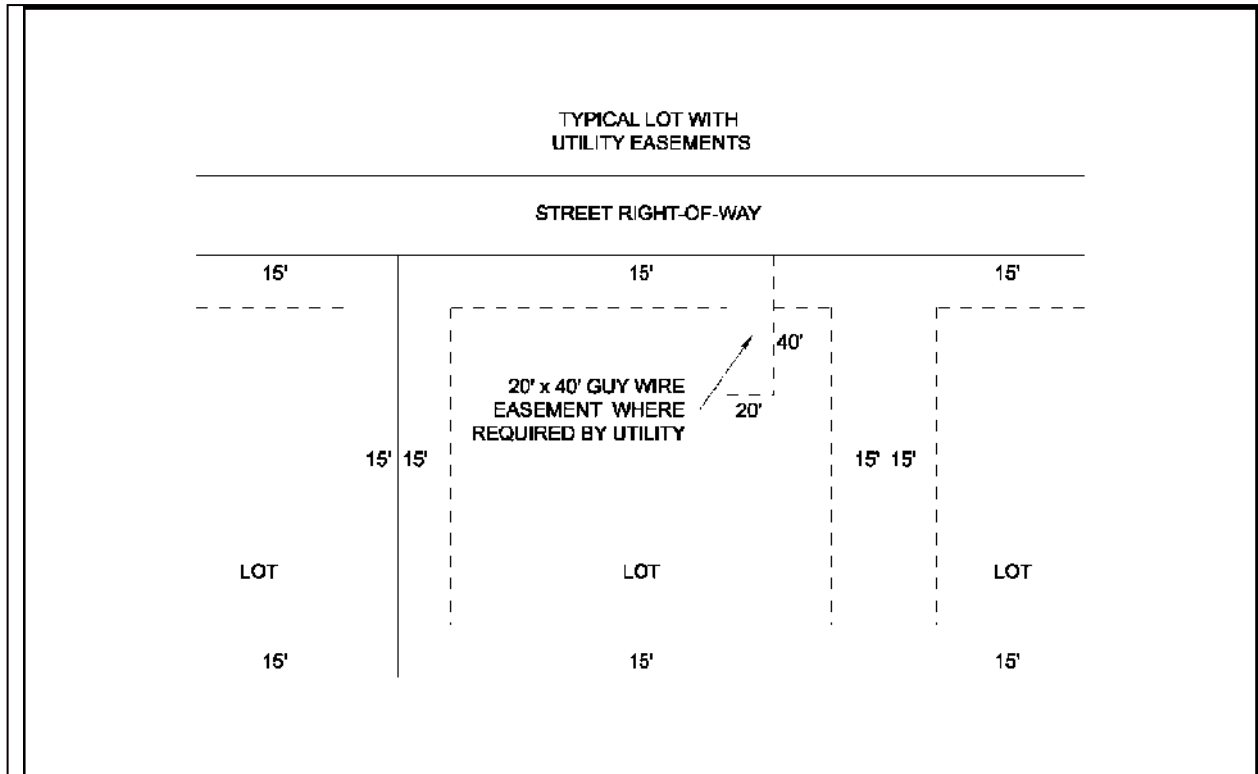 TYPICAL LOT WITH
UTILITY EASEMENTS
STREET RIGHT-OF-WAY
15' 15' 15'
40'
20' x 40' GUY WIRE
EASEMENT WHERE
REQUIRED BY UTILITY
20'
15' 15' 15' 15'
LOT LOT LOT
15' 15' 15'